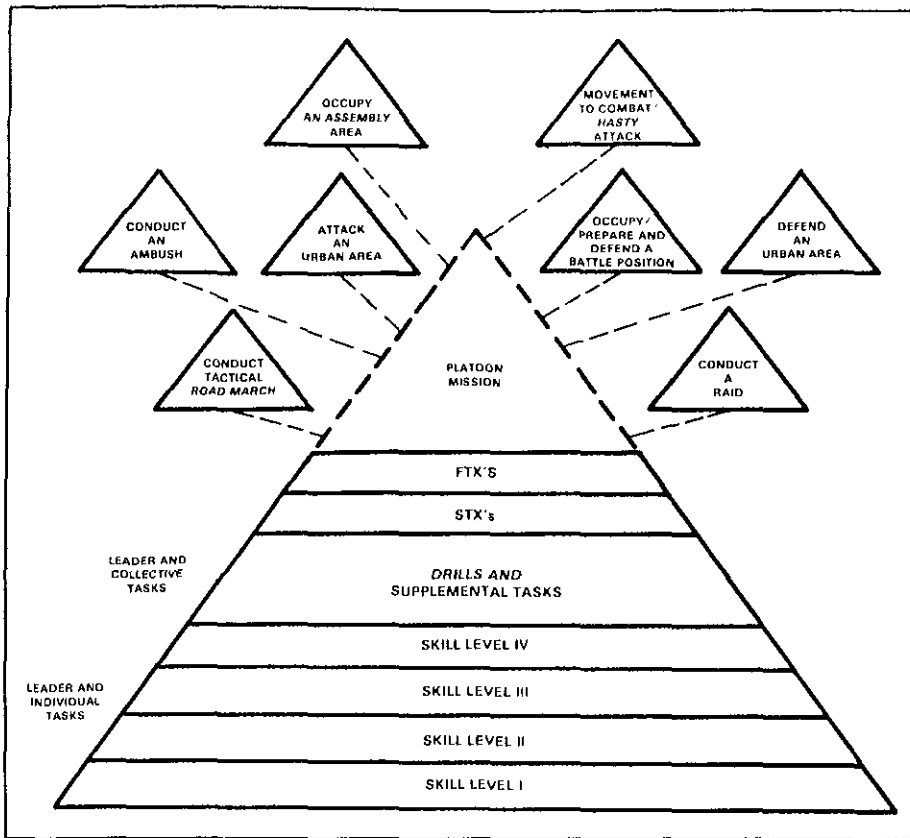 OCCUPY
AN ASSEMBLY
AREA
MOVEMENT
TO COMBAT/
HASTY
ATTACK
CONDUCT
AN
AMBUSH
ATTACK
AN
URBAN AREA
OCCUPY/
PREPARE AND
DEFEND A
BATTLE POSITION
DEFEND
AN
URBAN AREA
CONDUCT
TACTICAL
ROAD MARCH
PLATOON
MISSION
CONDUCT
A
RAID
FTX'S
STX's
LEADER AND
COLLECTIVE
TASKS
DRILLS AND
SUPPLEMENTAL TASKS
SKILL LEVEL IV
LEADER AND
INDIVIDUAL
TASKS
SKILL LEVEL III
SKILL LEVEL II
SKILL LEVEL I